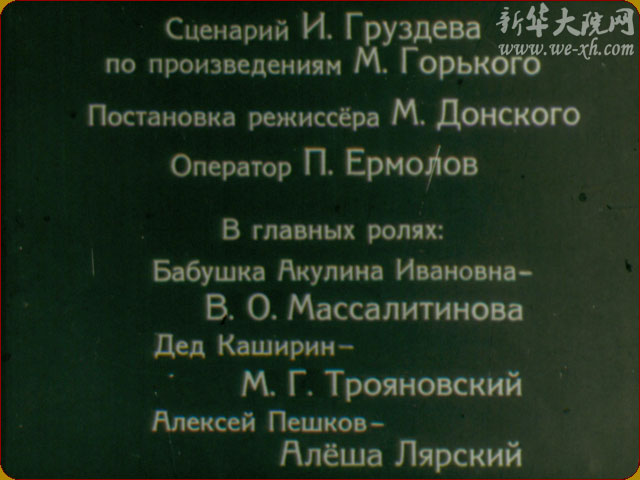 新华大院网
www.we-xh.com
Сценарий И. Груздева
по произведениям М. Горького
Постановка режиссёра М. Донского
Оператор П. Ермолов
В главных ролях:
Бабушка Акулина Ивановна–
В. О. Массалитинова
Дед Каширин–
М. Г. Трояновский
Алексей Пешков–
Алёша Лярский